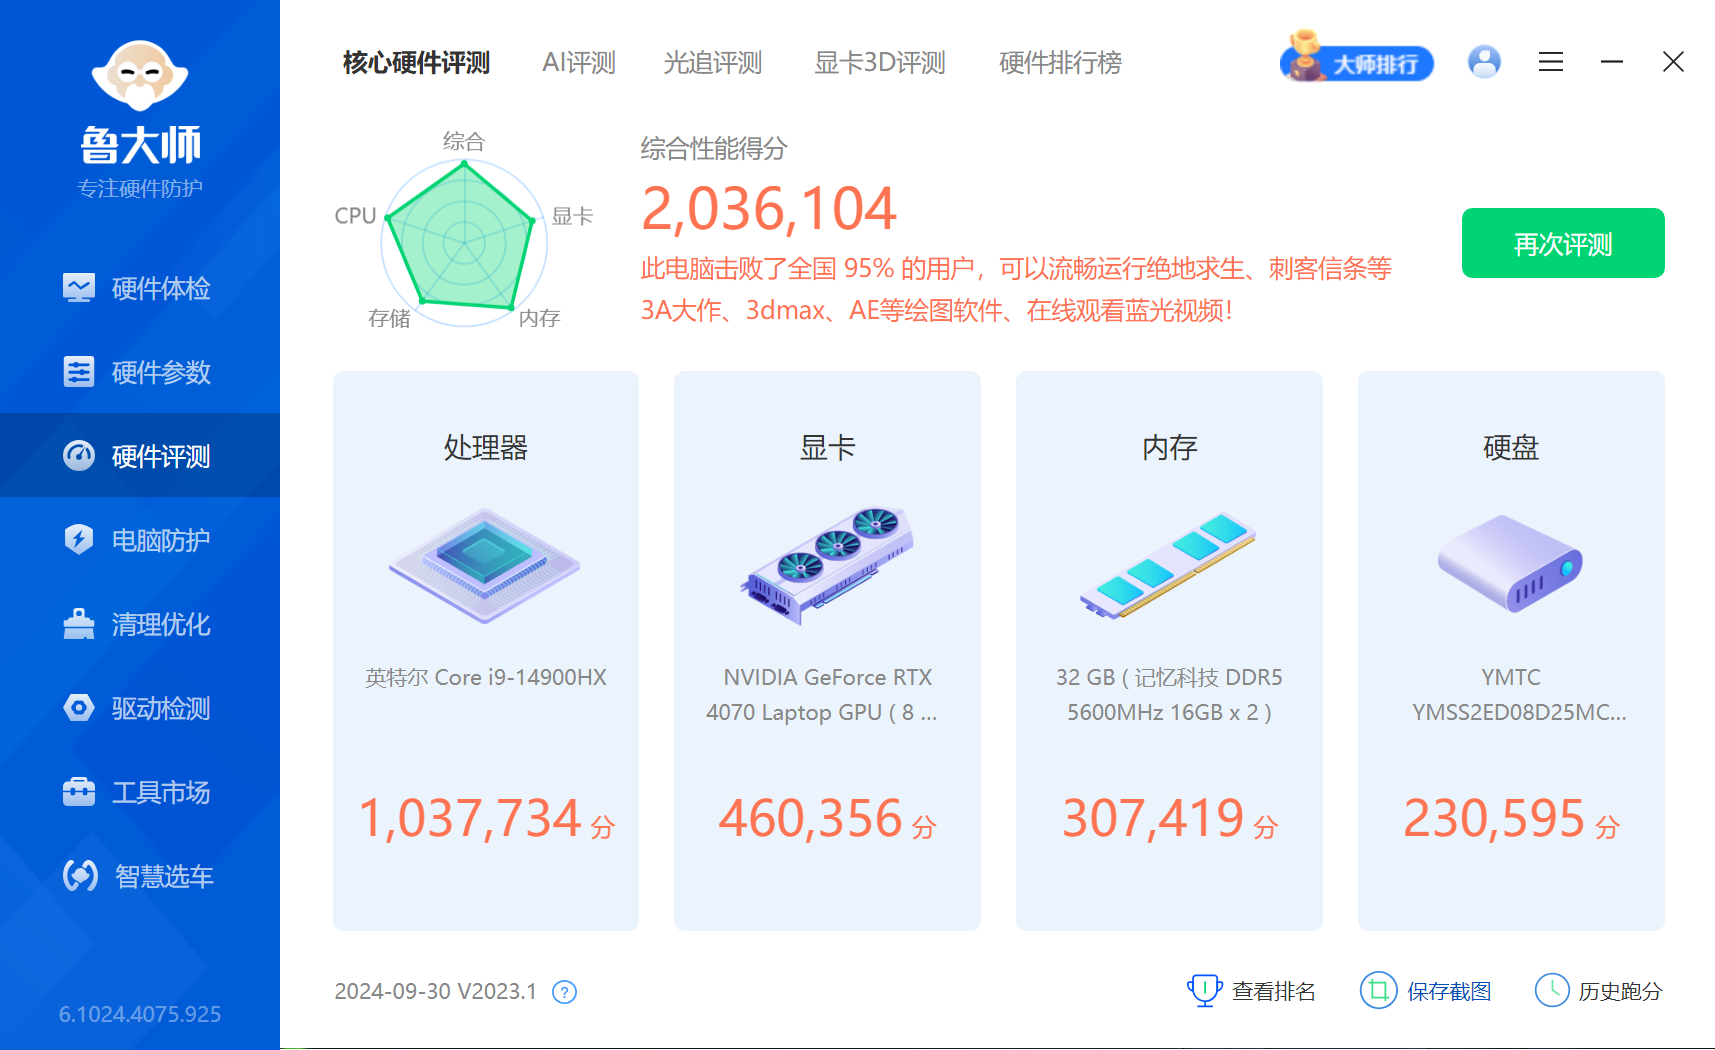 鲁大师
专注硬件防护
硬件体检
硬件参数
硬件评测
电脑防护
清理优化
驱动检测
工具市场
智慧选车
6.1024.4075.925
核心硬件评测 AI评测 光追评测 显卡3D评测 硬件排行榜
大师排行
综合
CPU
显卡
存储
内存
综合性能得分
2,036,104
此电脑击败了全国 95% 的用户，可以流畅运行绝地求生、刺客信条等
3A大作、3dmax、AE等绘图软件、在线观看蓝光视频！
再次评测
处理器
英特尔 Core i9-14900HX
1,037,734 分
显卡
NVIDIA GeForce RTX
4070 Laptop GPU ( 8 ...
460,356 分
内存
32 GB ( 记忆科技 DDR5
5600MHz 16GB x 2 )
307,419 分
硬盘
YMTC
YMSS2ED08D25MC...
230,595 分
2024-09-30 V2023.1 ?
查看排名
保存截图
历史跑分